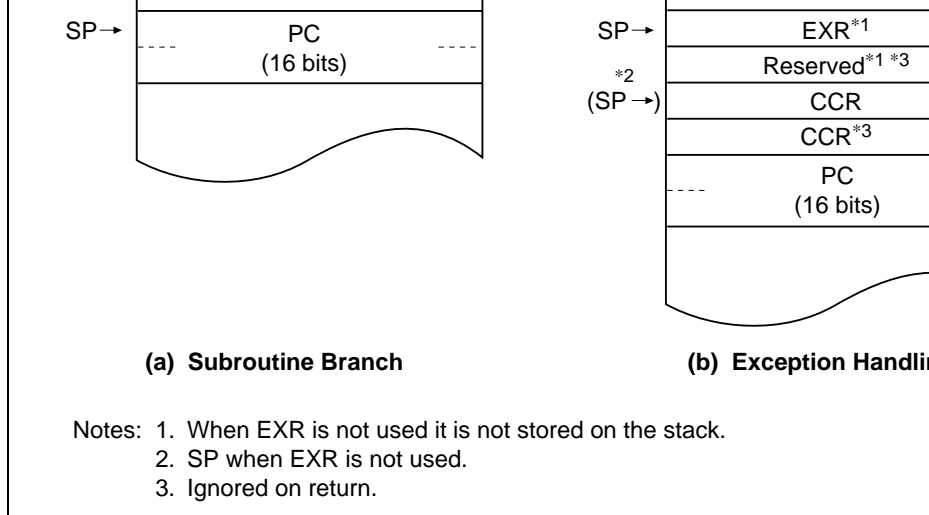 SP→
PC
(16 bits)
(a) Subroutine Branch
SP→
*2
(SP→)
EXR*1
Reserved*1 *3
CCR
CCR*3
PC
(16 bits)
(b) Exception Handlin
Notes: 1. When EXR is not used it is not stored on the stack.
2. SP when EXR is not used.
3. Ignored on return.